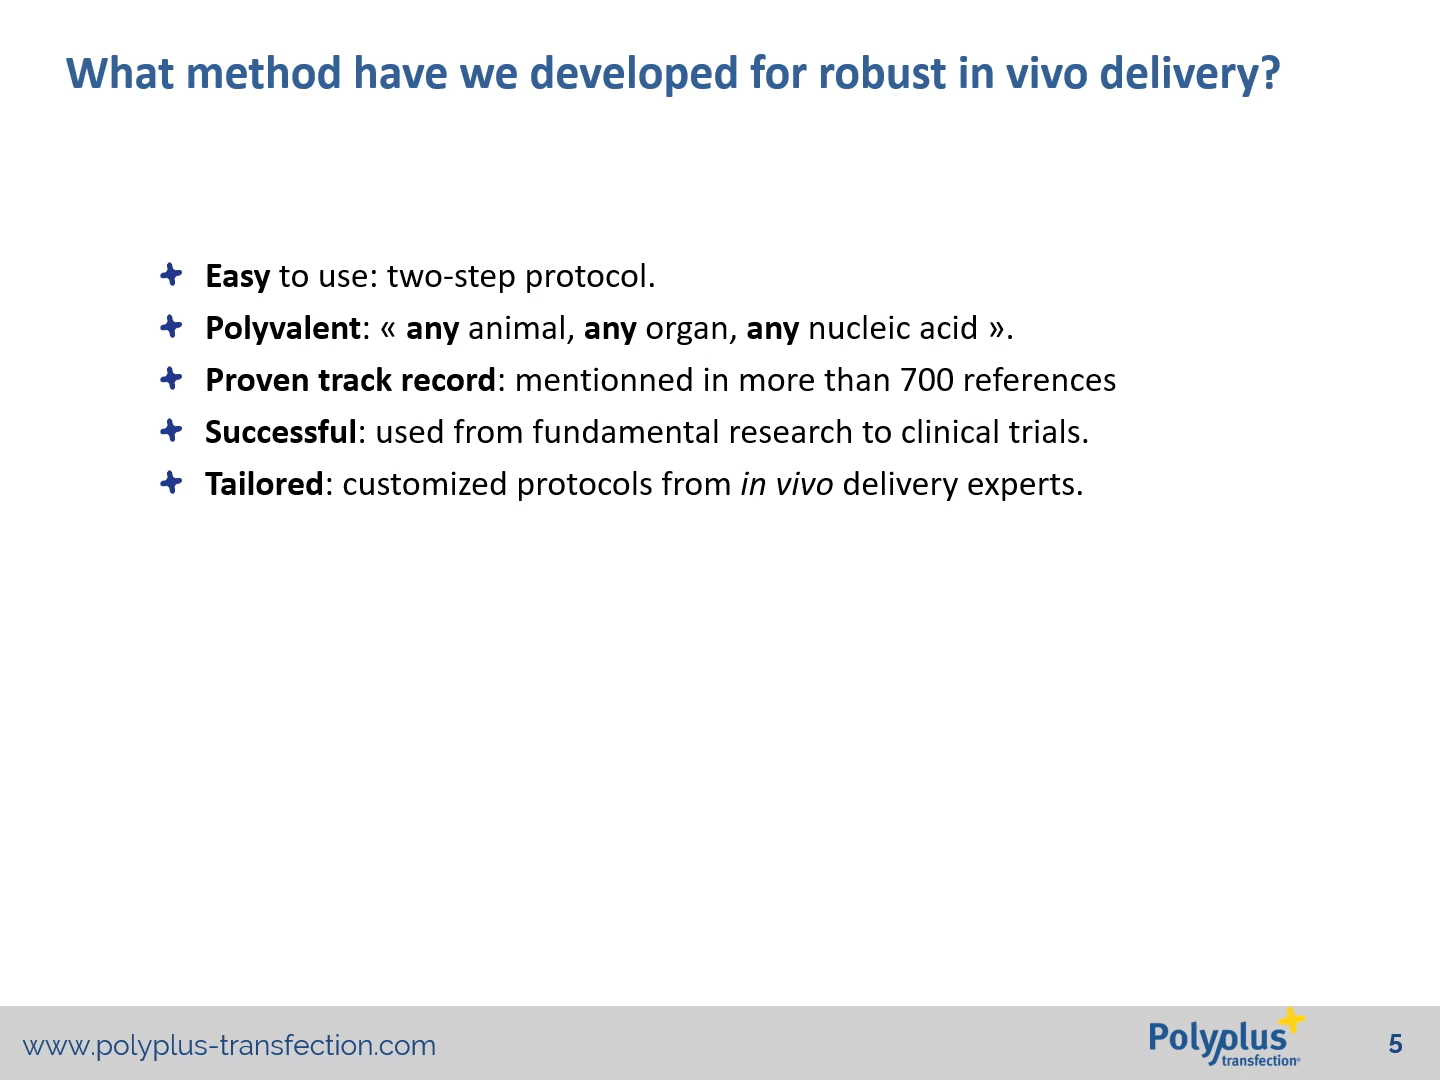 What method have we developed for robust in vivo delivery?
Easy to use: two-step protocol.
Polyvalent: « any animal, any organ, any nucleic acid ».
Proven track record: mentionned in more than 700 references
Successful: used from fundamental research to clinical trials.
Tailored: customized protocols from in vivo delivery experts.
www.polyplus-transfection.com
Polyplus
transfection®
5